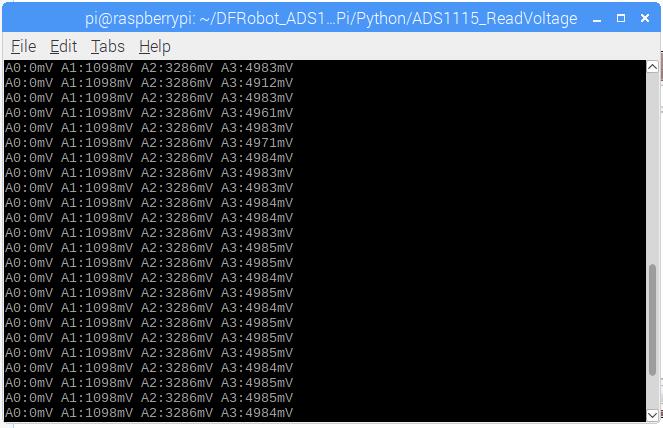 pi@raspberrypi: ~/DFRobot_ADS1…Pi/Python/ADS1115_ReadVoltage
File Edit Tabs Help
A0:0mV A1:1098mV A2:3286mV A3:4983mV
A0:0mV A1:1098mV A2:3286mV A3:4912mV
A0:0mV A1:1098mV A2:3286mV A3:4983mV
A0:0mV A1:1098mV A2:3286mV A3:4961mV
A0:0mV A1:1098mV A2:3286mV A3:4983mV
A0:0mV A1:1098mV A2:3286mV A3:4971mV
A0:0mV A1:1098mV A2:3286mV A3:4984mV
A0:0mV A1:1098mV A2:3286mV A3:4983mV
A0:0mV A1:1098mV A2:3286mV A3:4983mV
A0:0mV A1:1098mV A2:3286mV A3:4984mV
A0:0mV A1:1098mV A2:3286mV A3:4984mV
A0:0mV A1:1098mV A2:3286mV A3:4983mV
A0:0mV A1:1098mV A2:3286mV A3:4985mV
A0:0mV A1:1098mV A2:3286mV A3:4985mV
A0:0mV A1:1098mV A2:3286mV A3:4984mV
A0:0mV A1:1098mV A2:3286mV A3:4985mV
A0:0mV A1:1098mV A2:3286mV A3:4984mV
A0:0mV A1:1098mV A2:3286mV A3:4985mV
A0:0mV A1:1098mV A2:3286mV A3:4985mV
A0:0mV A1:1098mV A2:3286mV A3:4985mV
A0:0mV A1:1098mV A2:3286mV A3:4984mV
A0:0mV A1:1098mV A2:3286mV A3:4985mV
A0:0mV A1:1098mV A2:3286mV A3:4985mV
A0:0mV A1:1098mV A2:3286mV A3:4984mV